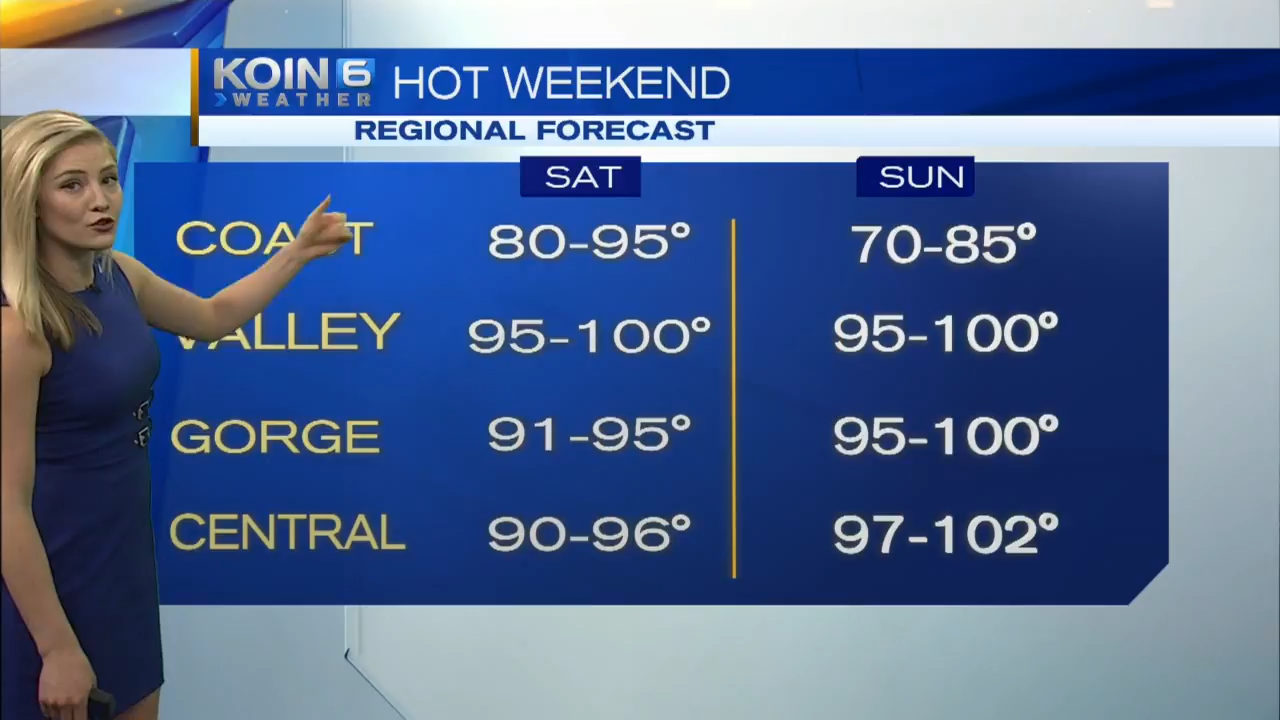 KOIN 6
WEATHER
HOT WEEKEND
REGIONAL FORECAST
SAT SUN
COAST 80-95° 70-85°
VALLEY 95-100° 95-100°
GORGE 91-95° 95-100°
CENTRAL 90-96° 97-102°